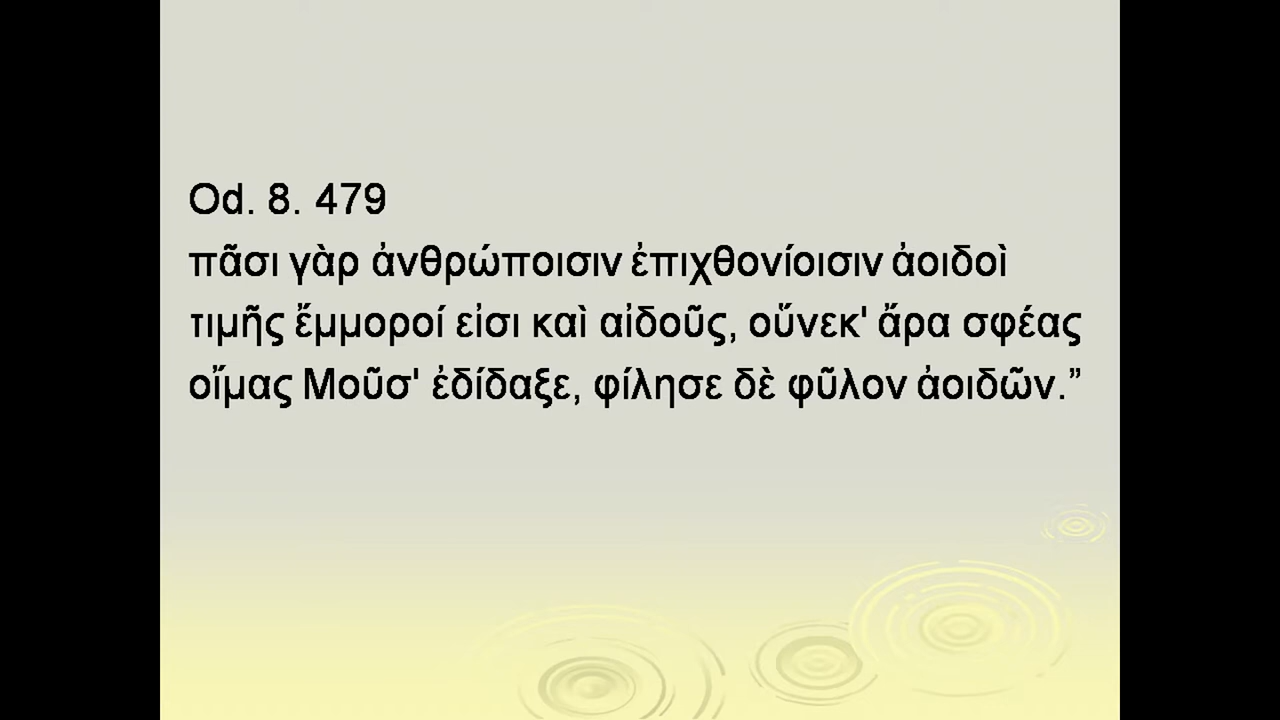 Od. 8. 479
πᾶσι γὰρ ἀνθρώποισιν ἐπιχθονίοισιν ἀοιδοὶ
τιμῆς ἔμμοροί εἰσι καὶ αἰδοῦς, οὕνεκ' ἄρα σφέας
οἴμας Μοῦσ' ἐδίδαξε, φίλησε δὲ φῦλον ἀοιδῶν.”